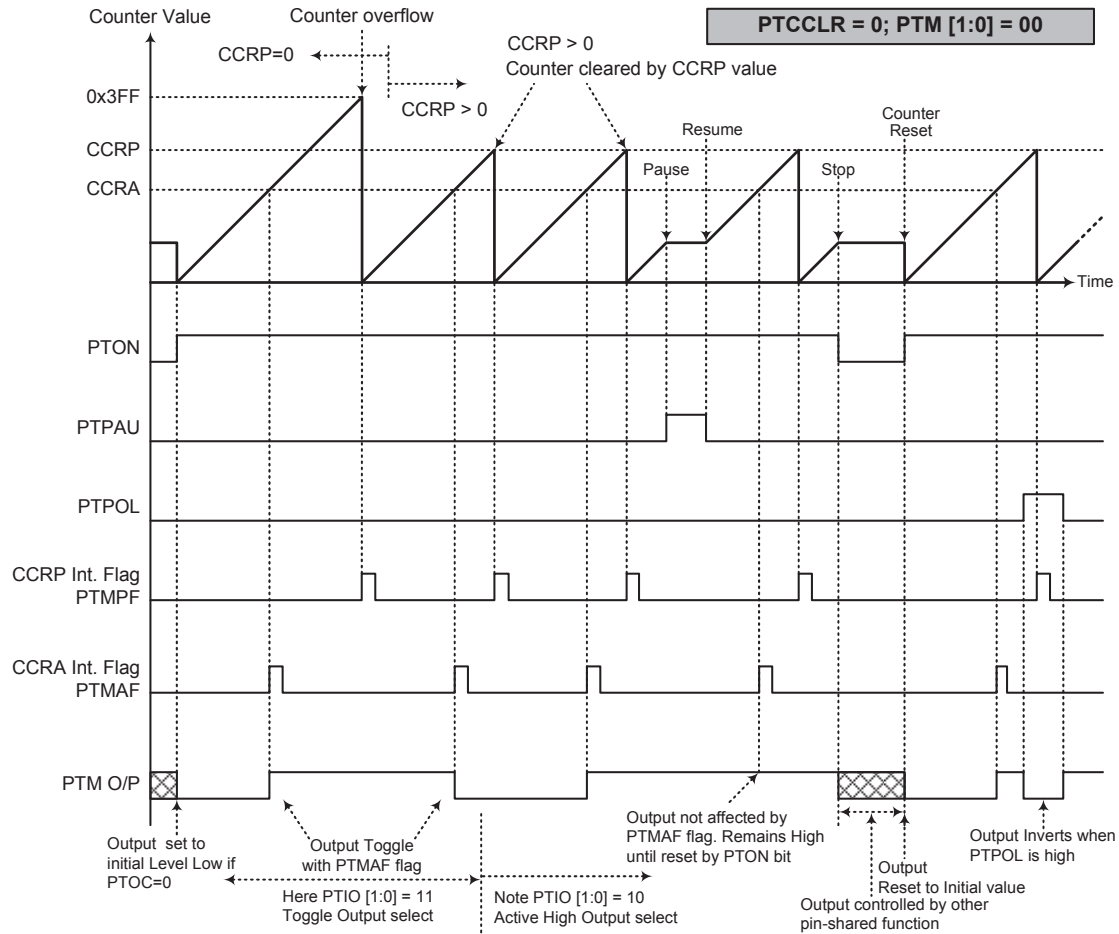 Counter Value
Counter overflow
PTCCLR = 0; PTM [1:0] = 00
CCRP=0
CCRP > 0
CCRP > 0
Counter cleared by CCRP value
0x3FF
CCRP
CCRA
Pause
Resume
Stop
Counter
Reset
Time
PTON
PTPAU
PTPOL
CCRP Int. Flag
PTMPF
CCRA Int. Flag
PTMAF
PTM O/P
Output set to
initial Level Low if
PTOC=0
Output Toggle
with PTMAF flag
Here PTIO [1:0] = 11
Toggle Output select
Note PTIO [1:0] = 10
Active High Output select
Output not affected by
PTMAF flag. Remains High
until reset by PTON bit
Output
Reset to Initial value
Output controlled by other
pin-shared function
Output Inverts when
PTPOL is high